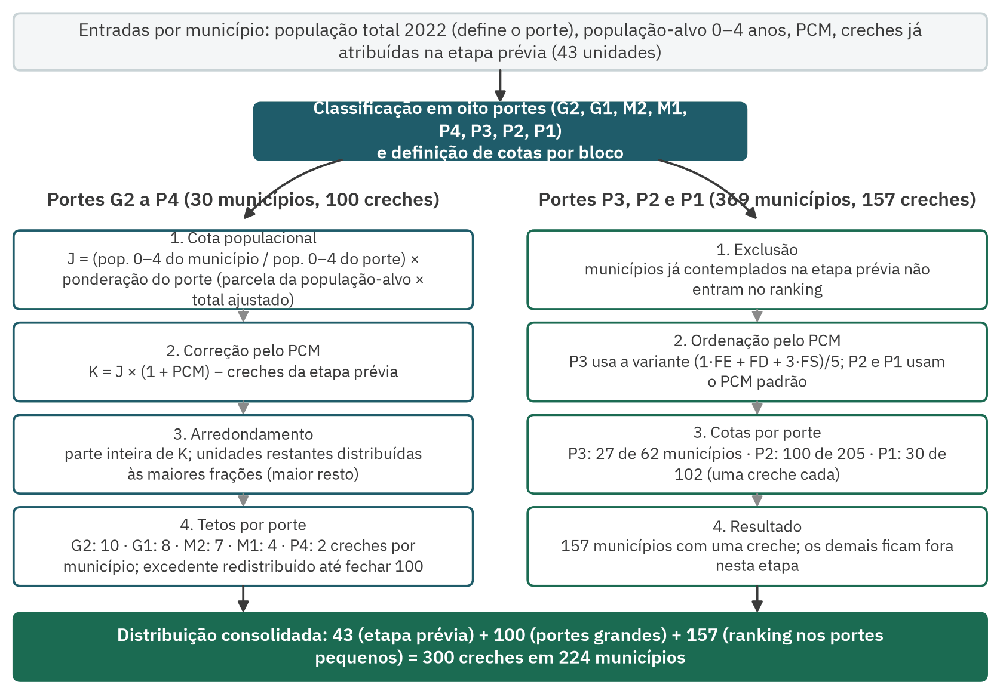 Entradas por município: população total 2022 (define o porte), população-alvo 0–4 anos, PCM, creches já
atribuídas na etapa prévia (43 unidades)
Classificação em oito portes (G2, G1, M2, M1,
P4, P3, P2, P1)
e definição de cotas por bloco
Portes G2 a P4 (30 municípios, 100 creches)
1. Cota populacional
J = (pop. 0–4 do município / pop. 0–4 do porte) ×
ponderação do porte (parcela da população-alvo ×
total ajustado)
2. Correção pelo PCM
K = J × (1 + PCM) − creches da etapa prévia
3. Arredondamento
parte inteira de K; unidades restantes distribuídas
às maiores frações (maior resto)
4. Tetos por porte
G2: 10 · G1: 8 · M2: 7 · M1: 4 · P4: 2 creches por
município; excedente redistribuído até fechar 100
Portes P3, P2 e P1 (369 municípios, 157 creches)
1. Exclusão
municípios já contemplados na etapa prévia não
entram no ranking
2. Ordenação pelo PCM
P3 usa a variante (1·FE + FD + 3·FS)/5; P2 e P1 usam
o PCM padrão
3. Cotas por porte
P3: 27 de 62 municípios · P2: 100 de 205 · P1: 30 de
102 (uma creche cada)
4. Resultado
157 municípios com uma creche; os demais ficam fora
nesta etapa
Distribuição consolidada: 43 (etapa prévia) + 100 (portes grandes) + 157 (ranking nos portes
pequenos) = 300 creches em 224 municípios